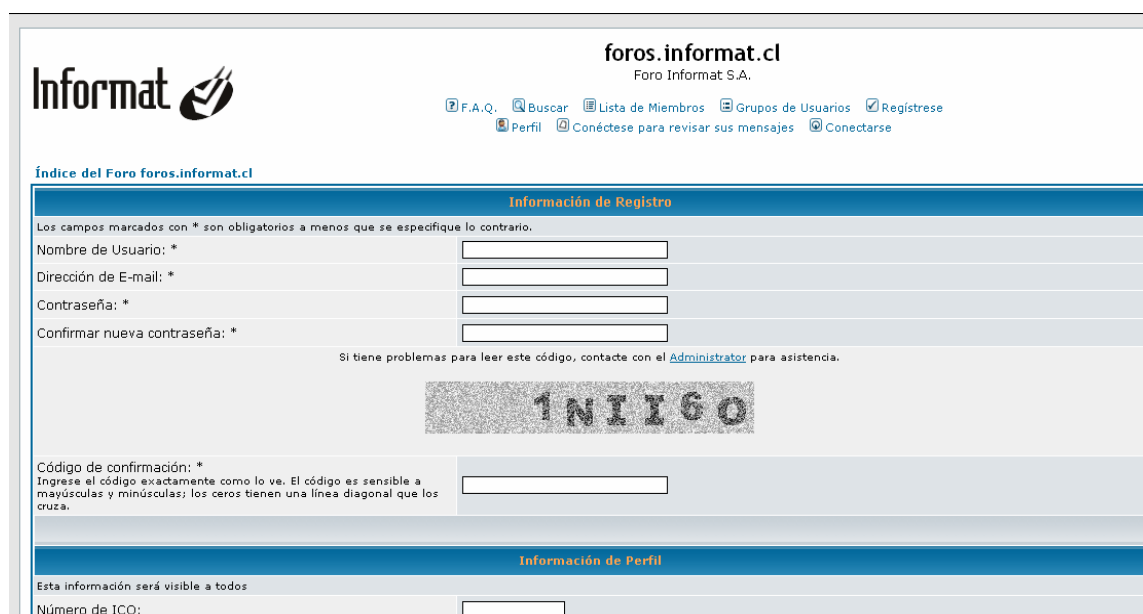 foros.informat.cl
Foro Informat S.A.
Informat
F.A.Q. Buscar Lista de Miembros Grupos de Usuarios Regístrese
Perfil Conéctese para revisar sus mensajes Conectarse
Índice del Foro foros.informat.cl
Información de Registro
Los campos marcados con * son obligatorios a menos que se especifique lo contrario.
Nombre de Usuario: *
Dirección de E-mail: *
Contraseña: *
Confirmar nueva contraseña: *
Si tiene problemas para leer este código, contacte con el Administrator para asistencia.
1NII6O
Código de confirmación: *
Ingrese el código exactamente como lo ve. El código es sensible a
mayúsculas y minúsculas; los ceros tienen una línea diagonal que los
cruza.
Información de Perfil
Esta información será visible a todos
Número de ICQ: